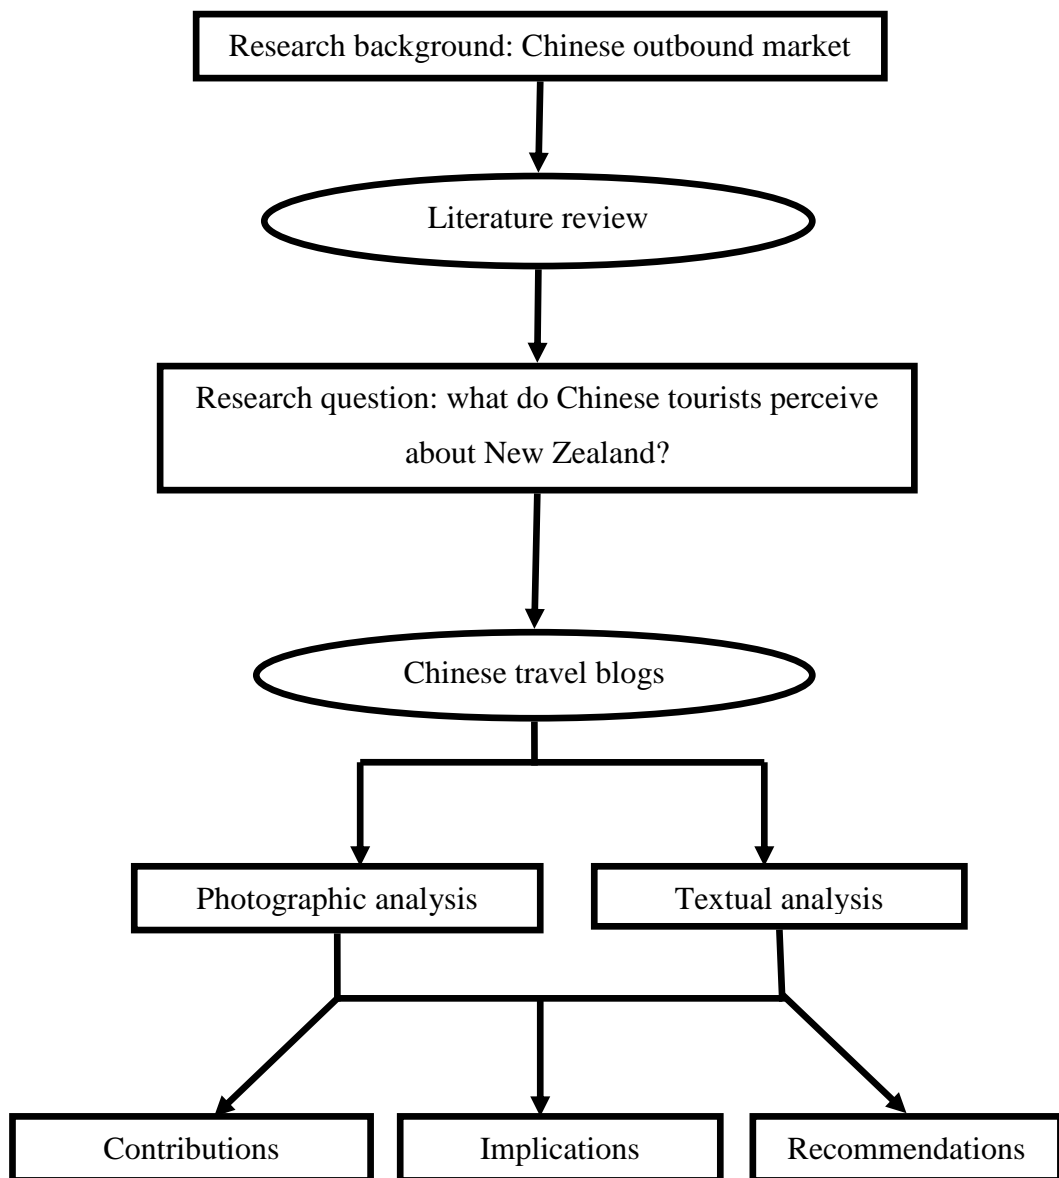 Research background: Chinese outbound market
Literature review
Research question: what do Chinese tourists perceive
about New Zealand?
Chinese travel blogs
Photographic analysis
Textual analysis
Contributions
Implications
Recommendations